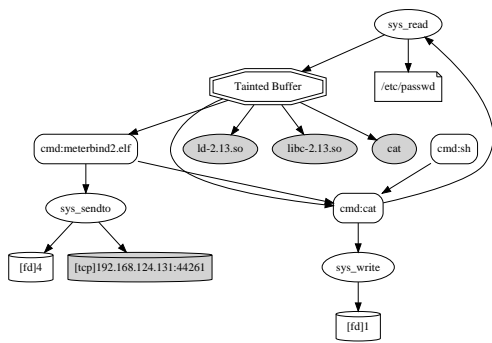 sys_read
Tainted Buffer
/etc/passwd
cmd:meterbind2.elf
ld-2.13.so
libc-2.13.so
cat
cmd:sh
sys_sendto
cmd:cat
[fd]4
[tcp]192.168.124.131:44261
sys_write
[fd]1